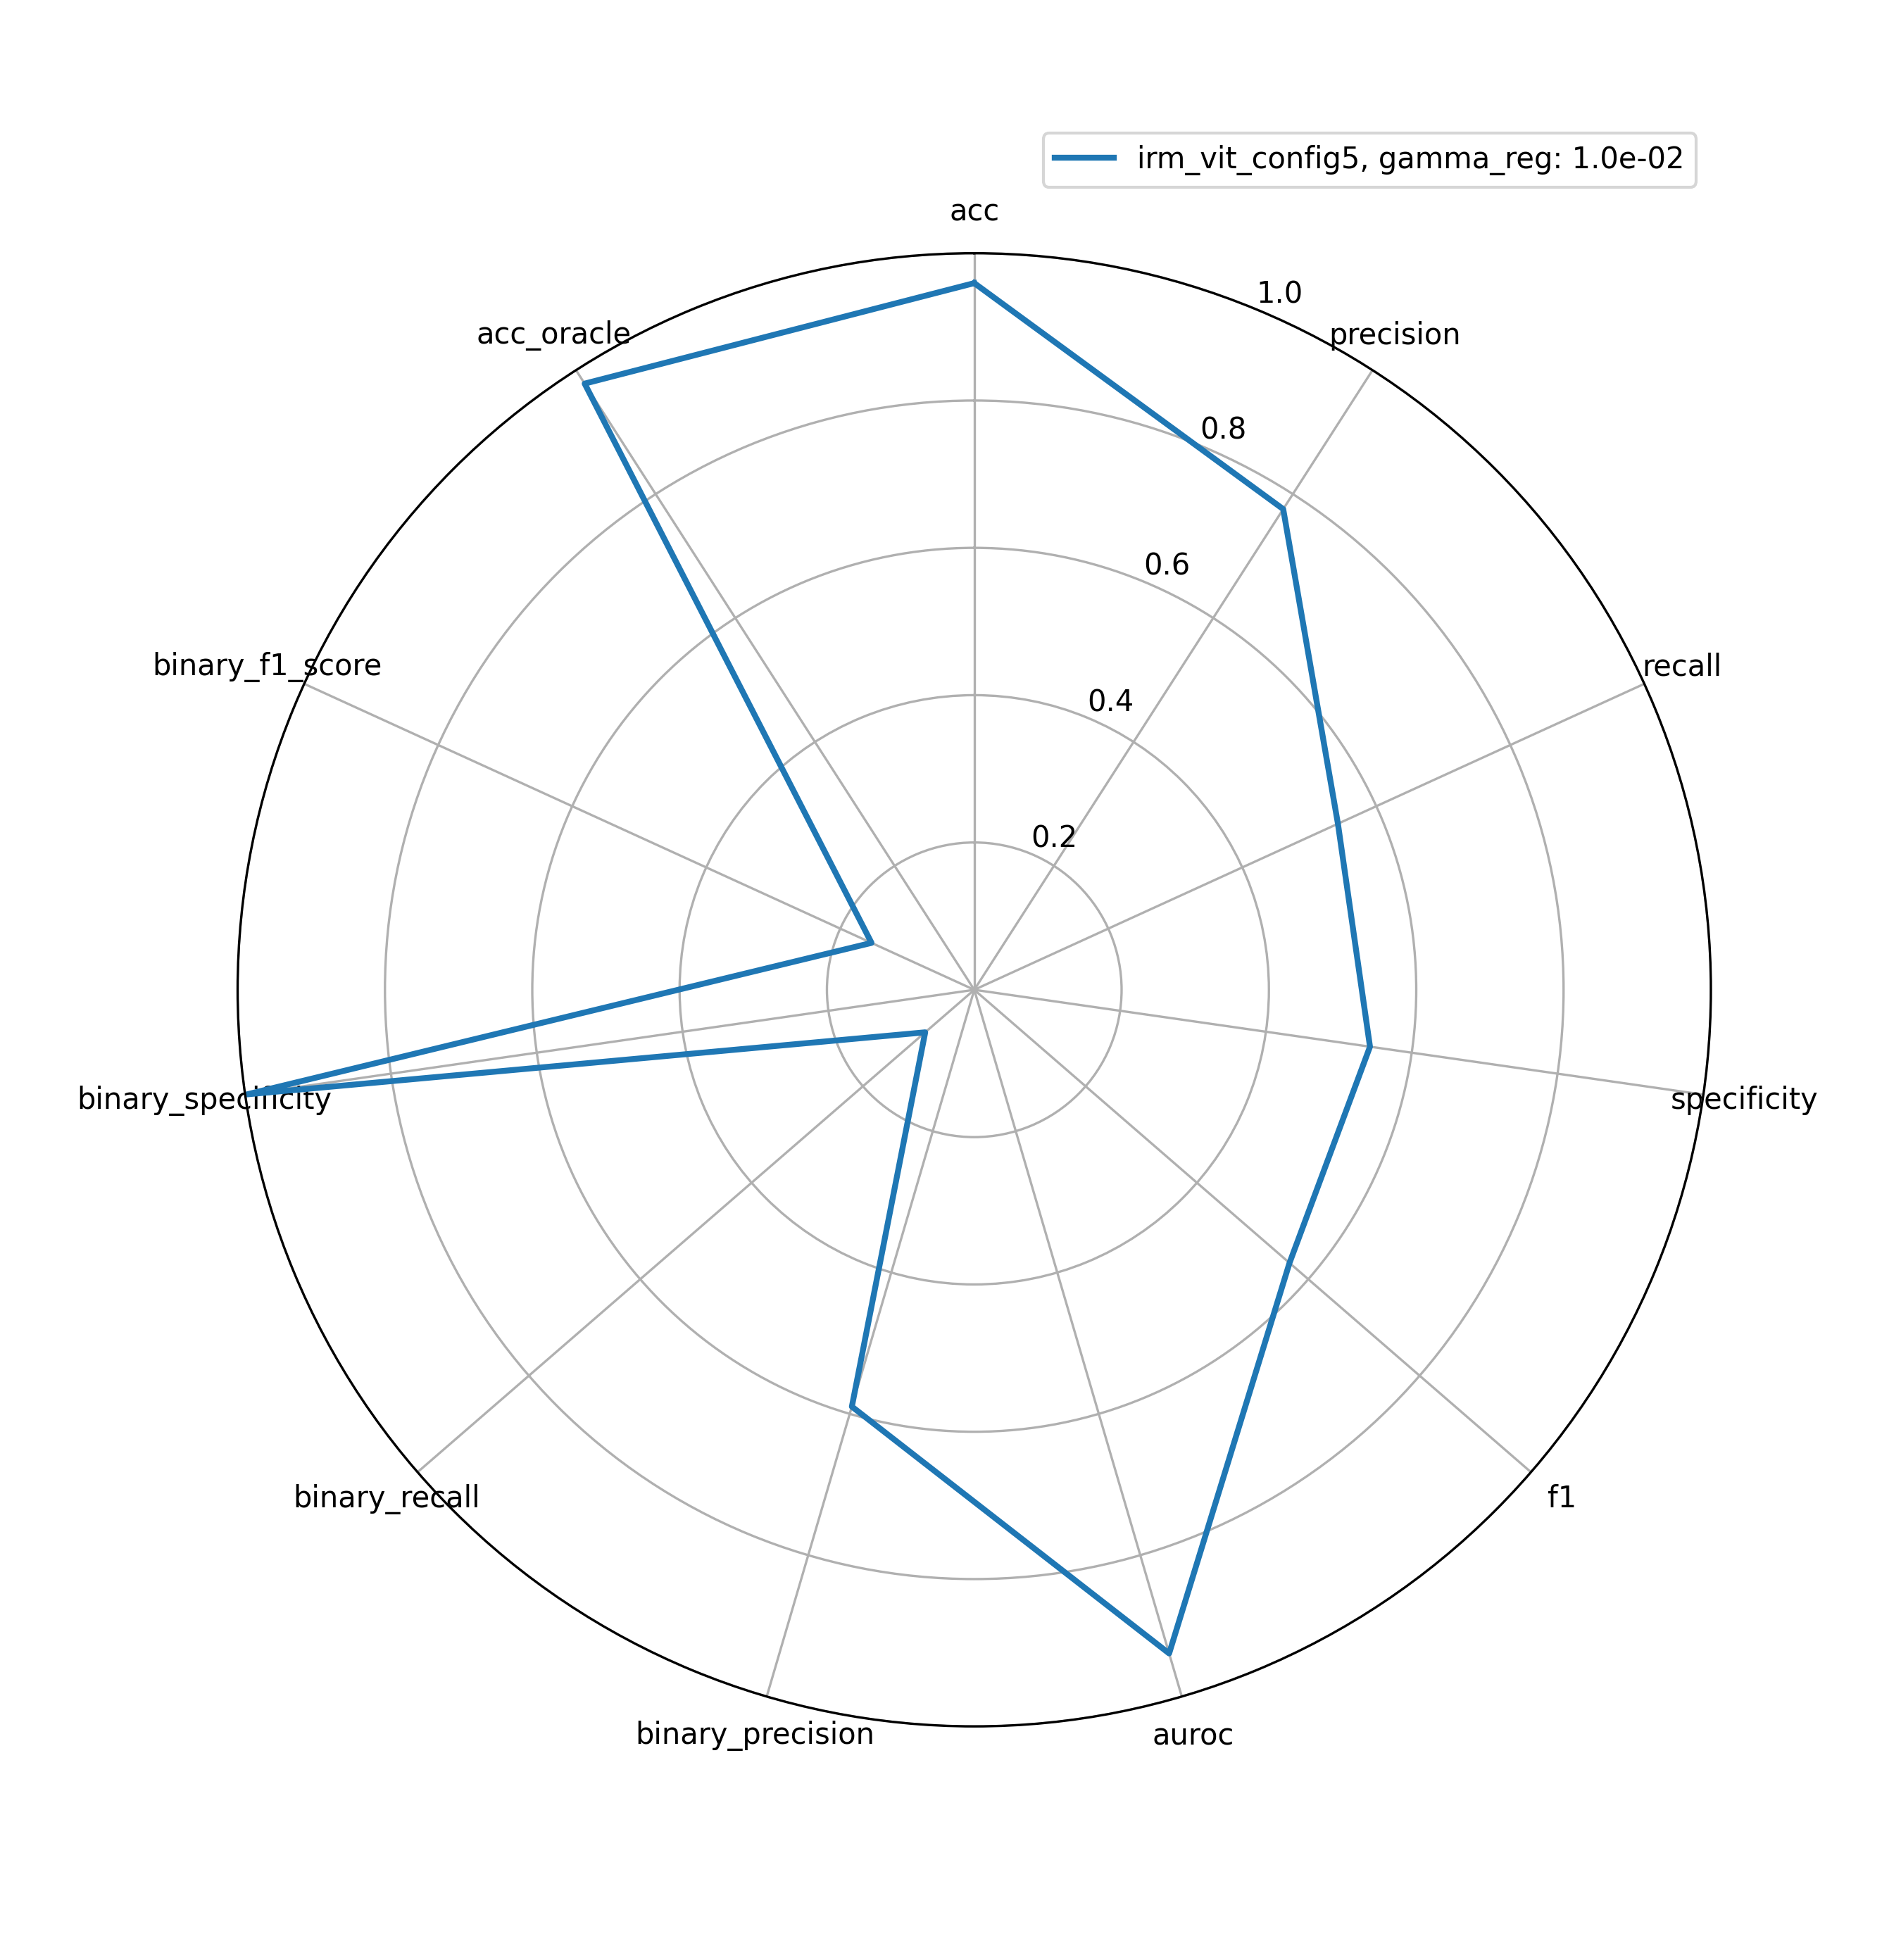 irm_vit_config5, gamma_reg: 1.0e-02
acc
1.0
acc_oracle
precision
0.8
0.6
binary_f1_score
recall
0.4
0.2
binary_specificity
specificity
binary_recall
f1
binary_precision
auroc